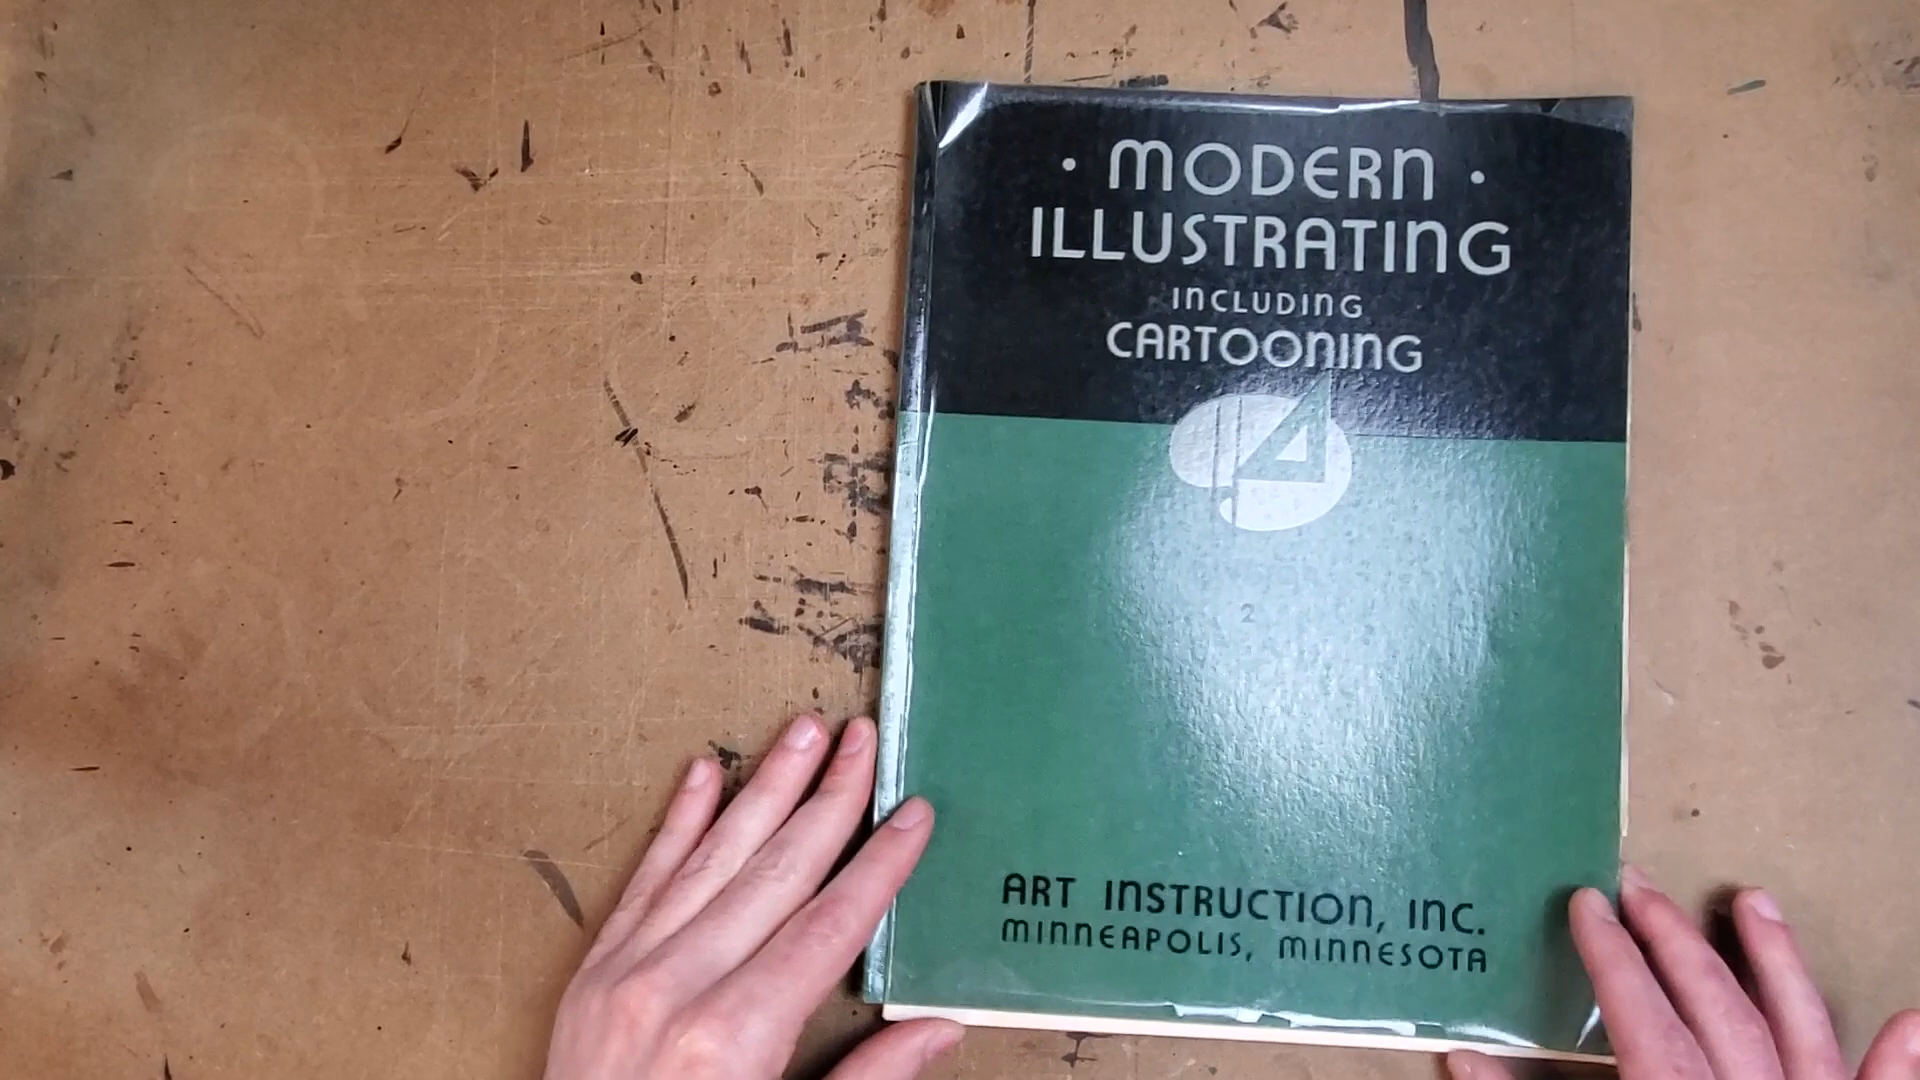 · MODERN ·
ILLUSTRATING
INCLUDING
CARTOONING
2
ART INSTRUCTION, INC.
MINNEAPOLIS, MINNESOTA